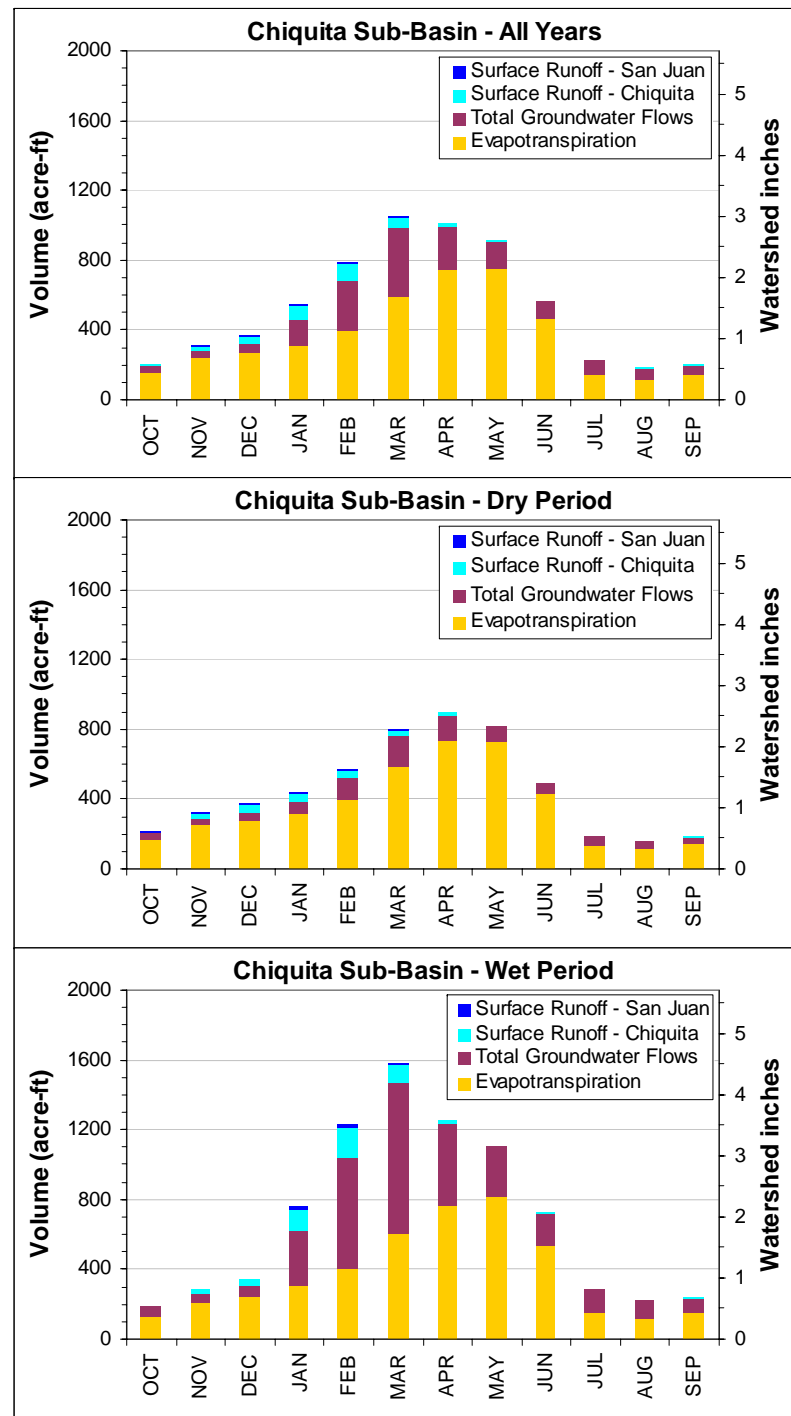 Chiquita Sub-Basin - All Years
Surface Runoff - San Juan
Surface Runoff - Chiquita
Total Groundwater Flows
Evapotranspiration
Volume (acre-ft)
2000
1600
1200
800
400
0
Watershed inches
5
4
3
2
1
0
OCT
NOV
DEC
JAN
FEB
MAR
APR
MAY
JUN
JUL
AUG
SEP
Chiquita Sub-Basin - Dry Period
Surface Runoff - San Juan
Surface Runoff - Chiquita
Total Groundwater Flows
Evapotranspiration
Volume (acre-ft)
2000
1600
1200
800
400
0
Watershed inches
5
4
3
2
1
0
OCT
NOV
DEC
JAN
FEB
MAR
APR
MAY
JUN
JUL
AUG
SEP
Chiquita Sub-Basin - Wet Period
Surface Runoff - San Juan
Surface Runoff - Chiquita
Total Groundwater Flows
Evapotranspiration
Volume (acre-ft)
2000
1600
1200
800
400
0
Watershed inches
5
4
3
2
1
0
OCT
NOV
DEC
JAN
FEB
MAR
APR
MAY
JUN
JUL
AUG
SEP